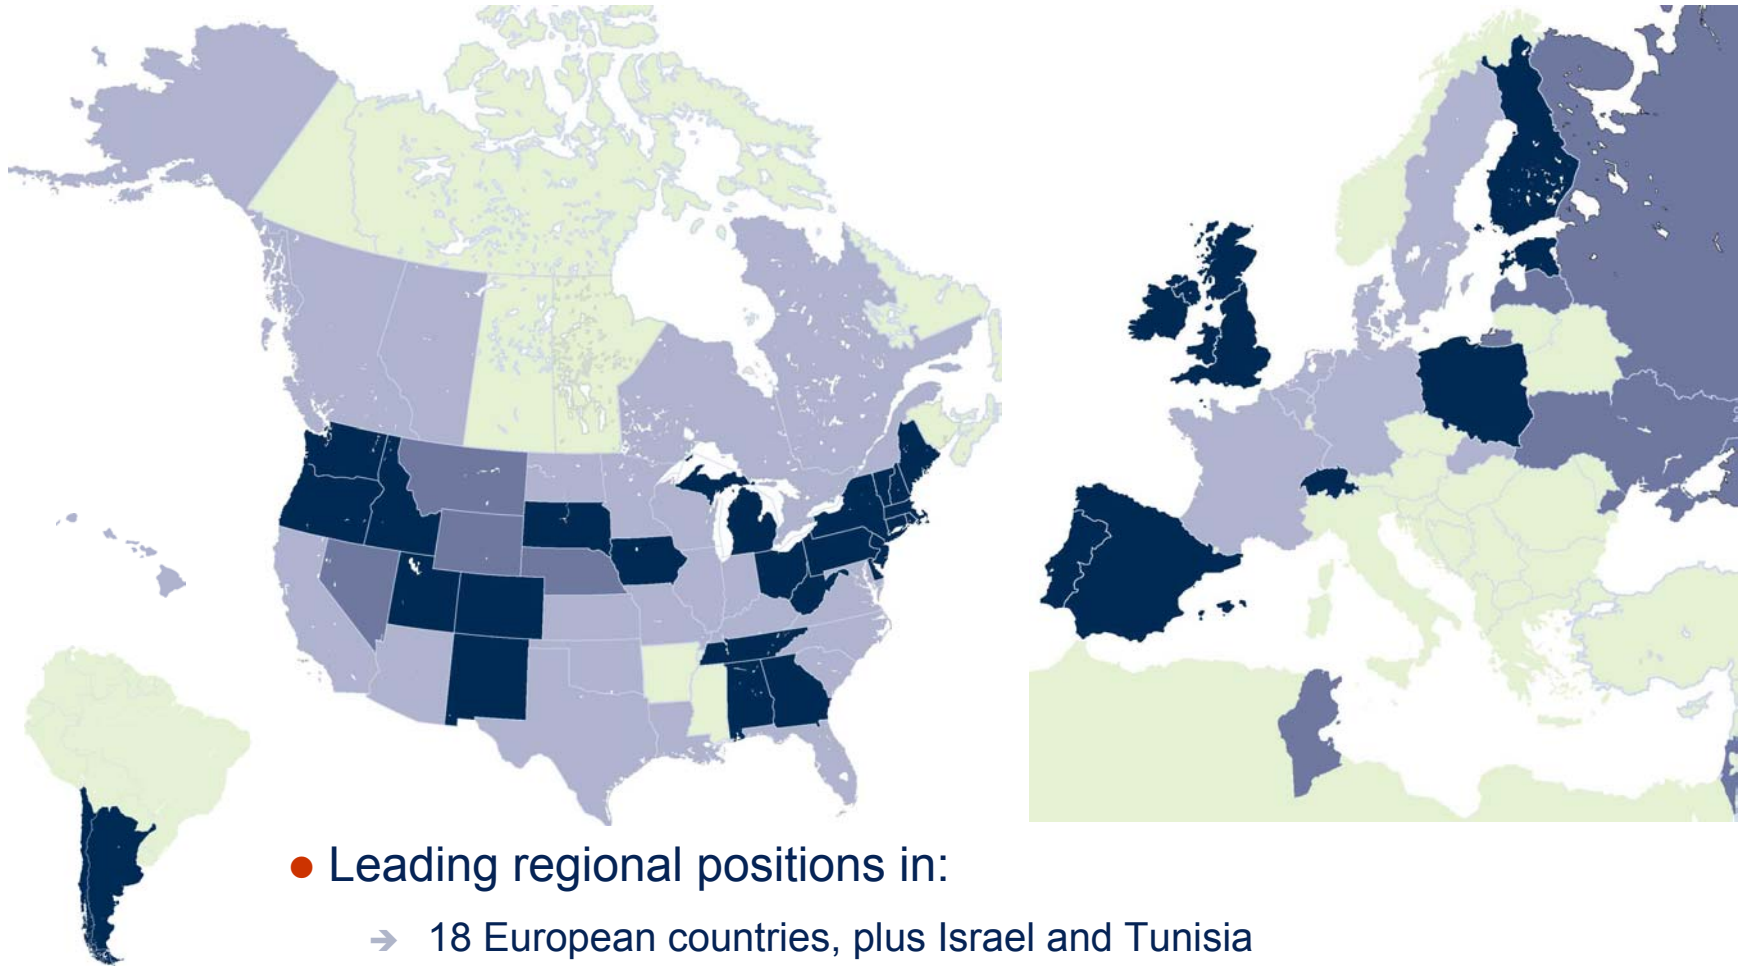 ● Leading regional positions in:
➔ 18 European countries, plus Israel and Tunisia